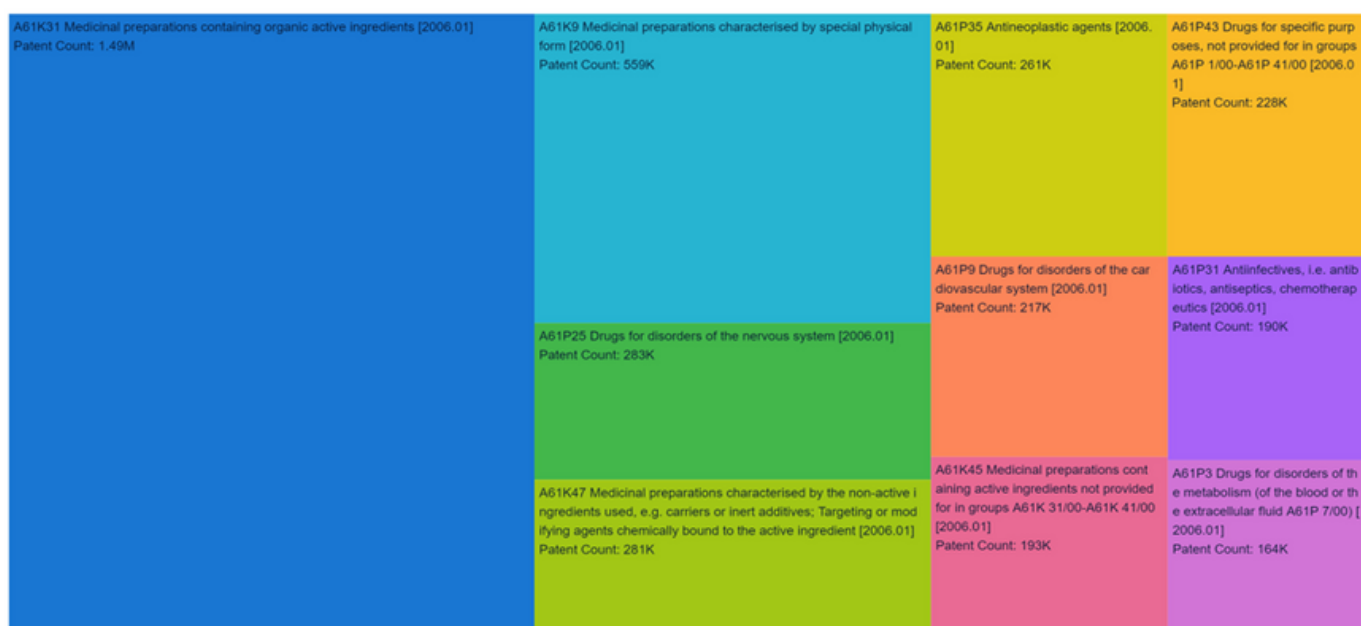 A61K31 Medicinal preparations containing organic active ingredients [2006.01]
Patent Count: 1.49M
A61K9 Medicinal preparations characterised by special physical
form [2006.01]
Patent Count: 559K
A61P25 Drugs for disorders of the nervous system [2006.01]
Patent Count: 283K
A61K47 Medicinal preparations characterised by the non-active i
ngredients used, e.g. carriers or inert additives; Targeting or mod
ifying agents chemically bound to the active ingredient [2006.01]
Patent Count: 281K
A61P35 Antineoplastic agents [2006.
01]
Patent Count: 261K
A61P43 Drugs for specific purp
oses, not provided for in groups
A61P 1/00-A61P 41/00 [2006.0
1]
Patent Count: 228K
A61P9 Drugs for disorders of the car
diovascular system [2006.01]
Patent Count: 217K
A61P31 Antiinfectives, i.e. antib
iotics, antiseptics, chemotherap
eutics [2006.01]
Patent Count: 190K
A61K45 Medicinal preparations cont
aining active ingredients not provided
for in groups A61K 31/00-A61K 41/00
[2006.01]
Patent Count: 193K
A61P3 Drugs for disorders of th
e metabolism (of the blood or th
e extracellular fluid A61P 7/00) [
2006.01]
Patent Count: 164K